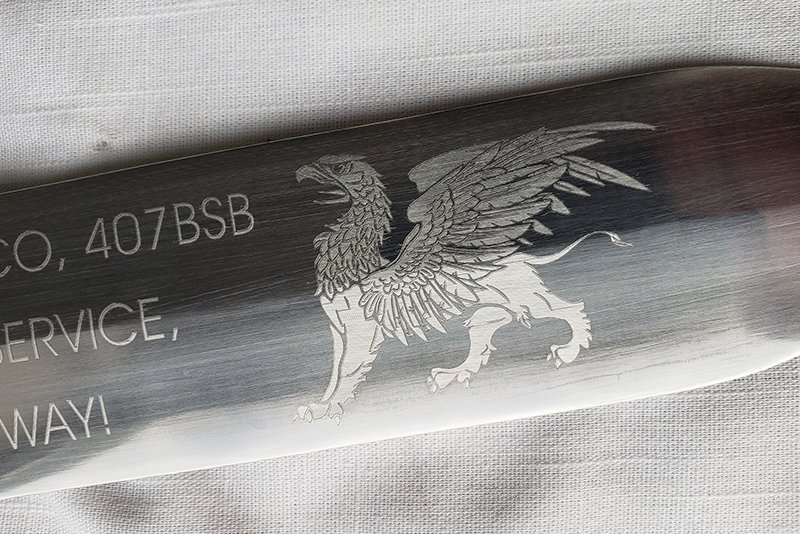 CO, 407BSB
SERVICE,
WAY!